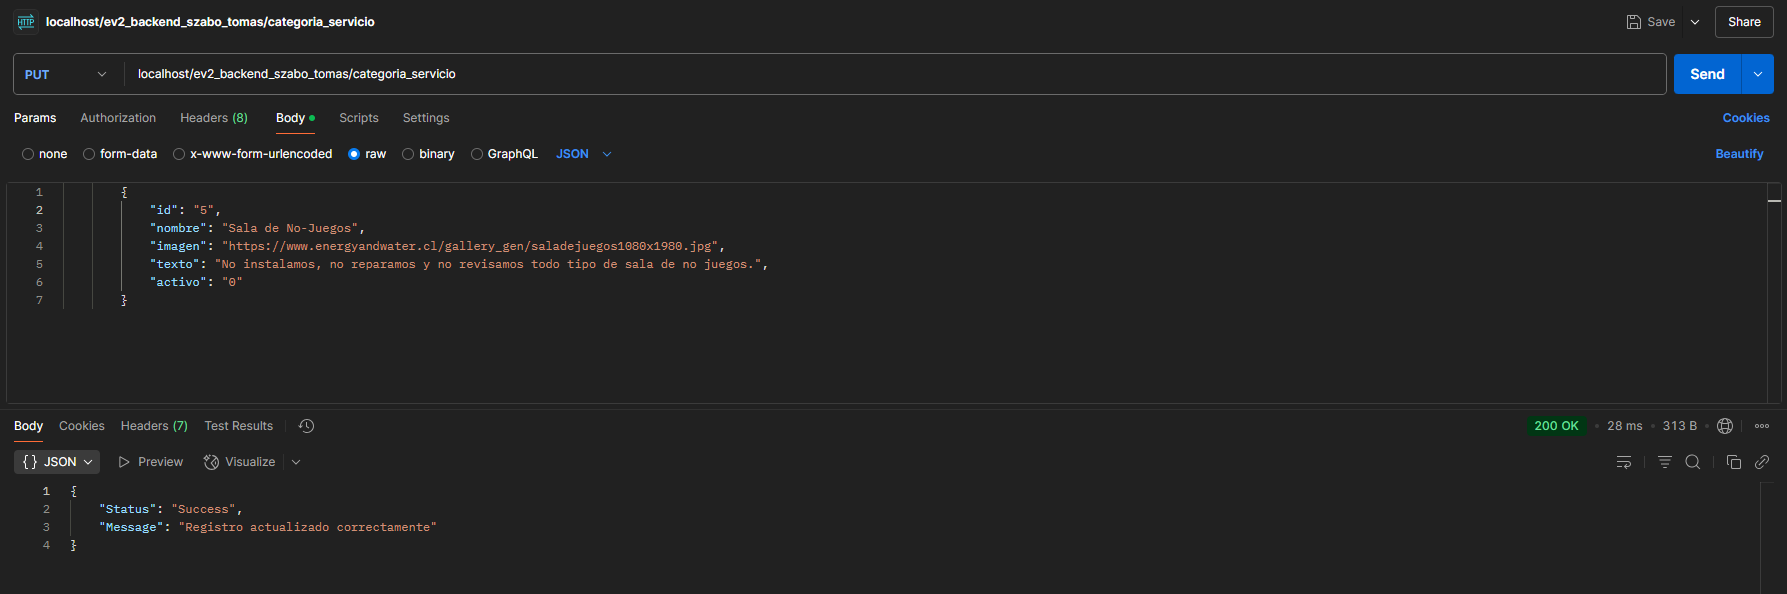 HTTP localhost/ev2_backend_szabo_tomas/categoria_servicio Save Share
PUT localhost/ev2_backend_szabo_tomas/categoria_servicio Send
Params Authorization Headers (8) Body Scripts Settings Cookies
none form-data x-www-form-urlencoded raw binary GraphQL JSON Beautify
1 {
2 "id": "5",
3 "nombre": "Sala de No-Juegos",
4 "imagen": "https://www.energyandwater.cl/gallery_gen/saladejuegos1080x1980.jpg",
5 "texto": "No instalamos, no reparamos y no revisamos todo tipo de sala de no juegos.",
6 "activo": "0"
7 }
Body Cookies Headers (7) Test Results 200 OK • 28 ms • 313 B
{} JSON Preview Visualize
1 {
2 "Status": "Success",
3 "Message": "Registro actualizado correctamente"
4 }